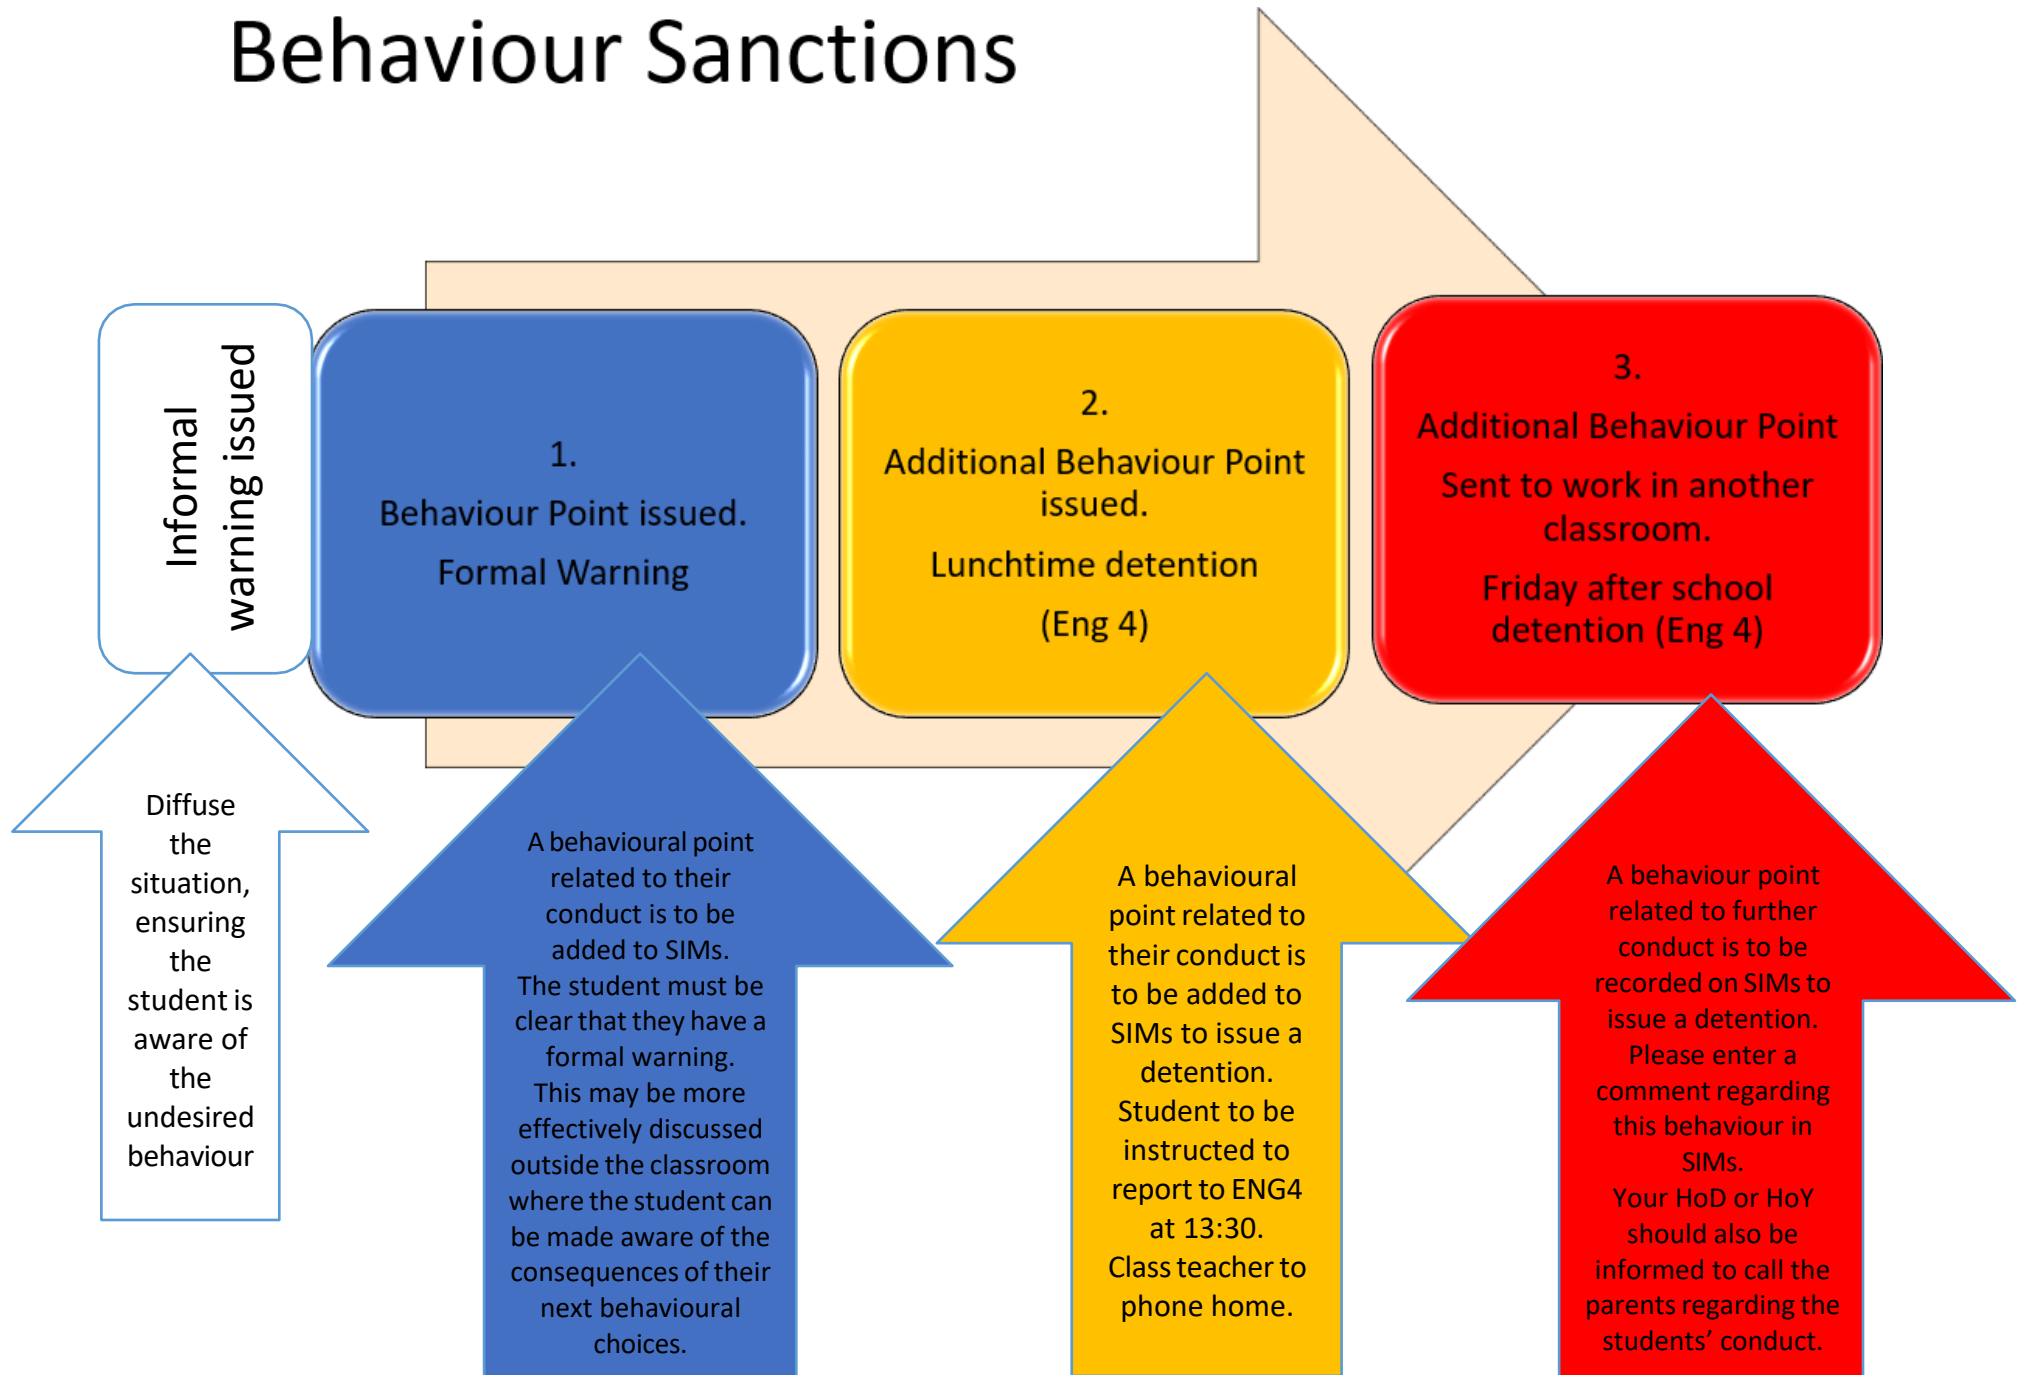 Behaviour Sanctions
Informal
warning issued
1.
Behaviour Point issued.
Formal Warning
2.
Additional Behaviour Point
issued.
Lunchtime detention
(Eng 4)
3.
Additional Behaviour Point
Sent to work in another
classroom.
Friday after school
detention (Eng 4)
Diffuse
the
situation,
ensuring
the
student is
aware of
the
undesired
behaviour
A behavioural point
related to their
conduct is to be
added to SIMs.
The student must be
clear that they have a
formal warning.
This may be more
effectively discussed
outside the classroom
where the student can
be made aware of the
consequences of their
next behavioural
choices.
A behavioural
point related to
their conduct is
to be added to
SIMs to issue a
detention.
Student to be
instructed to
report to ENG4
at 13:30.
Class teacher to
phone home.
A behaviour point
related to further
conduct is to be
recorded on SIMs to
issue a detention.
Please enter a
comment regarding
this behaviour in
SIMs.
Your HoD or HoY
should also be
informed to call the
parents regarding the
students’ conduct.